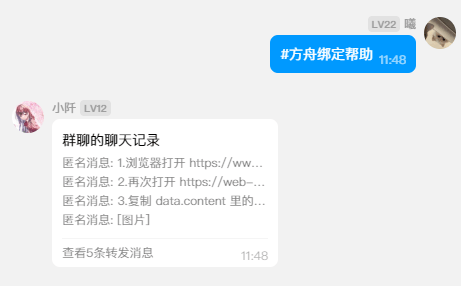 LV22 曦
#方舟绑定帮助 11:48
小阡 LV12
群聊的聊天记录
匿名消息: 1.浏览器打开 https://ww...
匿名消息: 2.再次打开 https://web-...
匿名消息: 3.复制 data.content 里的...
匿名消息: [图片]
查看5条转发消息 11:48